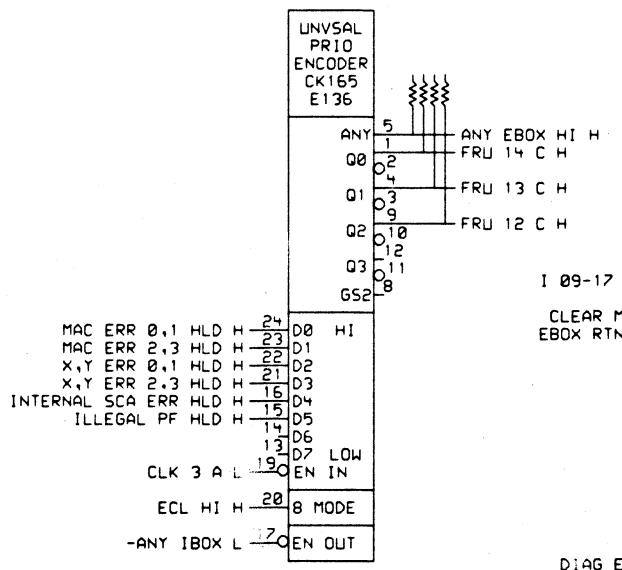 UNVSAL
PRIO
ENCODER
CK165
E136
ANY 5 ANY EBOX HI H
Q0 1 FRU 14 C H
2
Q1 4 FRU 13 C H
3
Q2 9 FRU 12 C H
10
Q3 12
11
GS2 8
I 09-17
CLEAR M
EBOX RTN
MAC ERR 0,1 HLD H 24 D0 HI
MAC ERR 2,3 HLD H 23 D1
X,Y ERR 0,1 HLD H 22 D2
X,Y ERR 2,3 HLD H 21 D3
INTERNAL SCA ERR HLD H 16 D4
ILLEGAL PF HLD H 15 D5
14 D6
13 D7 LOW
CLK 3 A L 19 EN IN
ECL HI H 20 8 MODE
-ANY IBOX L 17 EN OUT
DIAG E